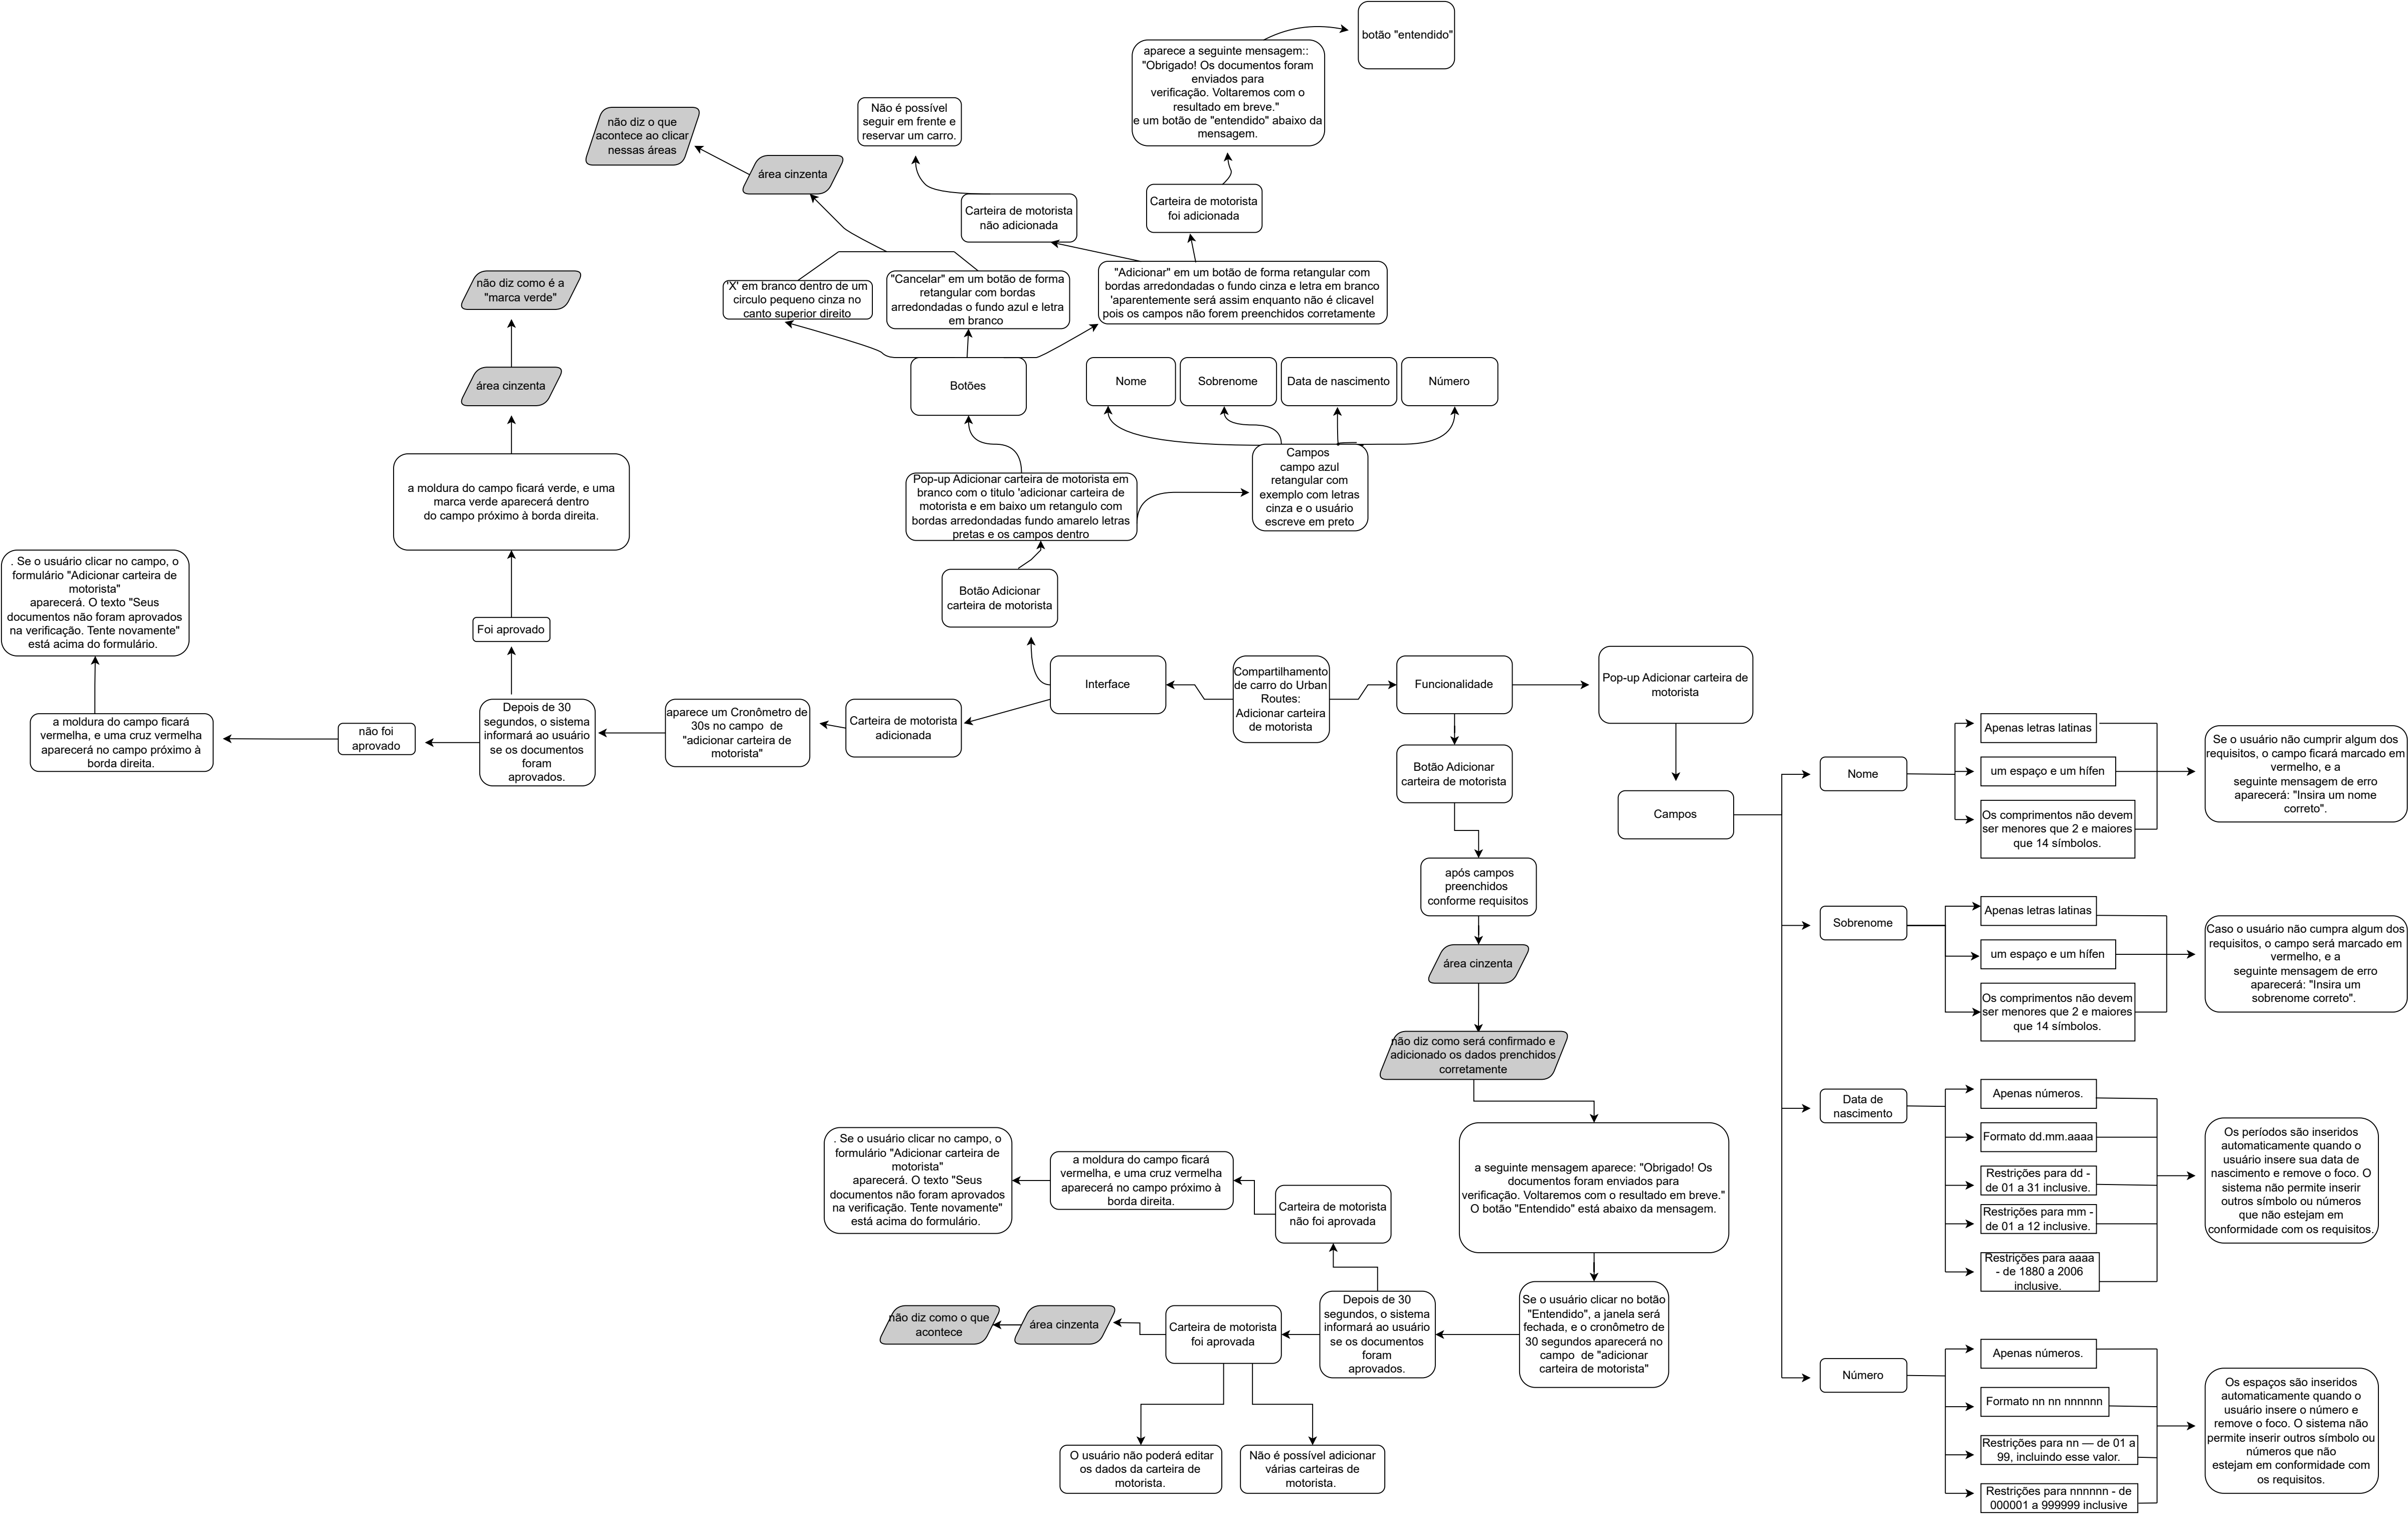 botão "entendido"
aparece a seguinte mensagem::
"Obrigado! Os documentos foram
enviados para
verificação. Voltaremos com o
resultado em breve."
e um botão de "entendido" abaixo da
mensagem.
Não é possível
seguir em frente e
reservar um carro.
não diz o que
acontece ao clicar
nessas áreas
área cinzenta
Carteira de motorista
não adicionada
Carteira de motorista
foi adicionada
não diz como é a
"marca verde"
'X' em branco dentro de um
circulo pequeno cinza no
canto superior direito
"Cancelar" em um botão de forma
retangular com bordas
arredondadas o fundo azul e letra
em branco
"Adicionar" em um botão de forma retangular com
bordas arredondadas o fundo cinza e letra em branco
'aparentemente será assim enquanto não é clicavel
pois os campos não forem preenchidos corretamente
área cinzenta
Botões
Nome
Sobrenome
Data de nascimento
Número
a moldura do campo ficará verde, e uma
marca verde aparecerá dentro
do campo próximo à borda direita.
Pop-up Adicionar carteira de motorista em
branco com o titulo 'adicionar carteira de
motorista e em baixo um retangulo com
bordas arredondadas fundo amarelo letras
pretas e os campos dentro
Campos
campo azul
retangular com
exemplo com letras
cinza e o usuário
escreve em preto
. Se o usuário clicar no campo, o
formulário "Adicionar carteira de
motorista"
aparecerá. O texto "Seus
documentos não foram aprovados
na verificação. Tente novamente"
está acima do formulário.
Foi aprovado
Botão Adicionar
carteira de motorista
a moldura do campo ficará
vermelha, e uma cruz vermelha
aparecerá no campo próximo à
borda direita.
não foi
aprovado
Depois de 30
segundos, o sistema
informará ao usuário
se os documentos
foram
aprovados.
aparece um Cronômetro de
30s no campo  de
"adicionar carteira de
motorista"
Carteira de motorista
adicionada
Interface
Compartilhamento
de carro do Urban
Routes:
Adicionar carteira
de motorista
Funcionalidade
Pop-up Adicionar carteira de
motorista
Botão Adicionar
carteira de motorista
Campos
Nome
Apenas letras latinas
um espaço e um hífen
Os comprimentos não devem
ser menores que 2 e maiores
que 14 símbolos.
Se o usuário não cumprir algum dos
requisitos, o campo ficará marcado em
vermelho, e a
seguinte mensagem de erro
aparecerá: "Insira um nome
correto".
após campos
preenchidos
conforme requisitos
Sobrenome
Apenas letras latinas
um espaço e um hífen
Os comprimentos não devem
ser menores que 2 e maiores
que 14 símbolos.
Caso o usuário não cumpra algum dos
requisitos, o campo será marcado em
vermelho, e a
seguinte mensagem de erro
aparecerá: "Insira um
sobrenome correto".
área cinzenta
não diz como será confirmado e
adicionado os dados prenchidos
corretamente
Data de
nascimento
Apenas números.
Formato dd.mm.aaaa
Restrições para dd -
de 01 a 31 inclusive.
Restrições para mm -
de 01 a 12 inclusive.
Restrições para aaaa
- de 1880 a 2006
inclusive.
Os períodos são inseridos
automaticamente quando o
usuário insere sua data de
nascimento e remove o foco. O
sistema não permite inserir
outros símbolo ou números
que não estejam em
conformidade com os requisitos.
. Se o usuário clicar no campo, o
formulário "Adicionar carteira de
motorista"
aparecerá. O texto "Seus
documentos não foram aprovados
na verificação. Tente novamente"
está acima do formulário.
a moldura do campo ficará
vermelha, e uma cruz vermelha
aparecerá no campo próximo à
borda direita.
Carteira de motorista
não foi aprovada
a seguinte mensagem aparece: "Obrigado! Os
documentos foram enviados para
verificação. Voltaremos com o resultado em breve."
O botão "Entendido" está abaixo da mensagem.
não diz como o que
acontece
área cinzenta
Carteira de motorista
foi aprovada
Depois de 30
segundos, o sistema
informará ao usuário
se os documentos
foram
aprovados.
Se o usuário clicar no botão
"Entendido", a janela será
fechada, e o cronômetro de
30 segundos aparecerá no
campo  de "adicionar
carteira de motorista"
O usuário não poderá editar
os dados da carteira de
motorista.
Não é possível adicionar
várias carteiras de
motorista.
Número
Apenas números.
Formato nn nn nnnnnn
Restrições para nn — de 01 a
99, incluindo esse valor.
Restrições para nnnnnn - de
000001 a 999999 inclusive
Os espaços são inseridos
automaticamente quando o
usuário insere o número e
remove o foco. O sistema não
permite inserir outros símbolo ou
números que não
estejam em conformidade com
os requisitos.